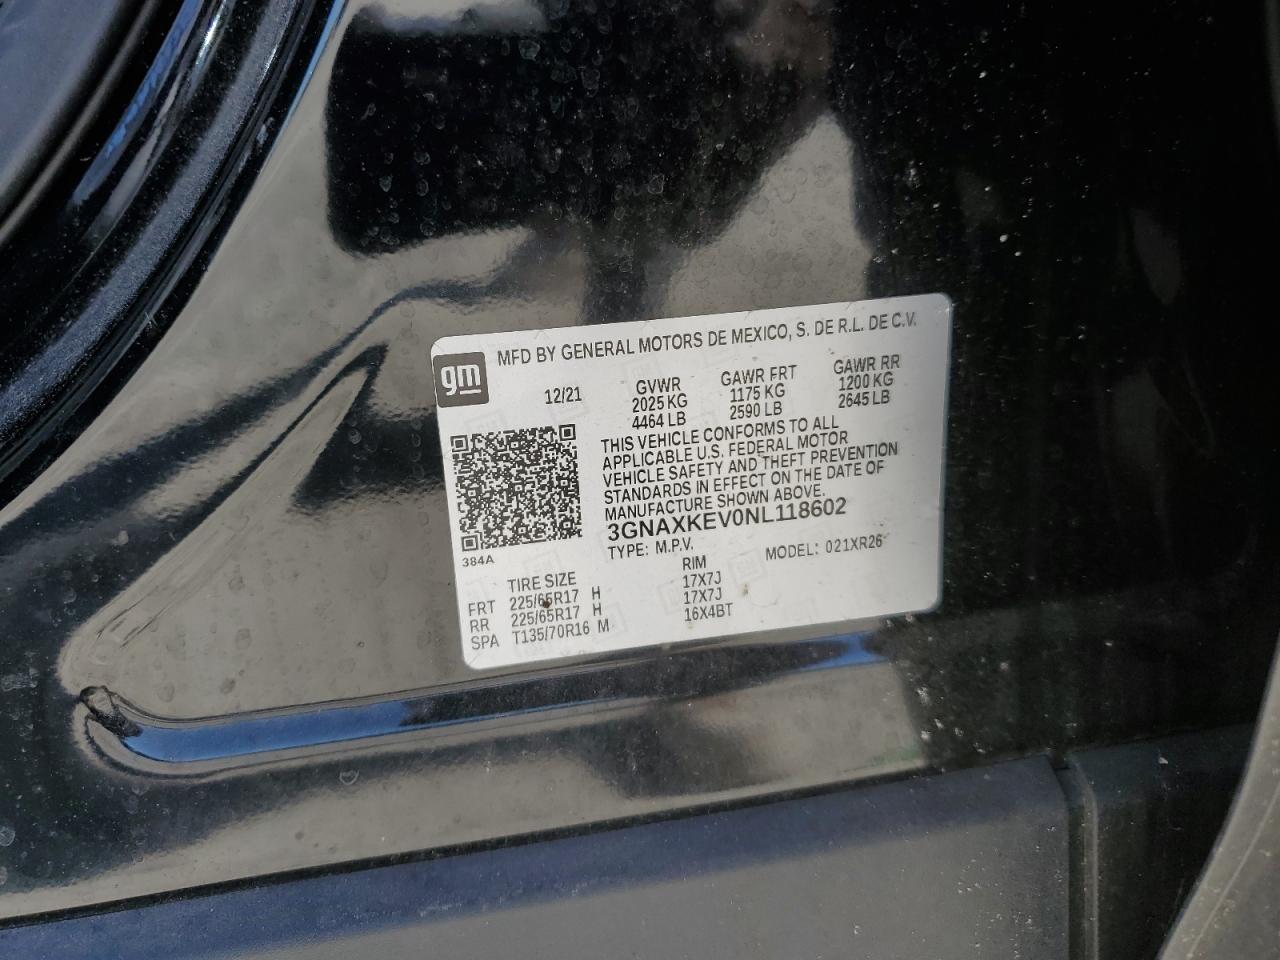 gm
MFD BY GENERAL MOTORS DE MEXICO, S. DE R.L. DE C.V.
12/21 GVWR GAWR FRT GAWR RR
2025 KG 1175 KG 1200 KG
4464 LB 2590 LB 2645 LB
THIS VEHICLE CONFORMS TO ALL
APPLICABLE U.S. FEDERAL MOTOR
VEHICLE SAFETY AND THEFT PREVENTION
STANDARDS IN EFFECT ON THE DATE OF
MANUFACTURE SHOWN ABOVE.
3GNAXKEV0NL118602
TYPE: M.P.V. MODEL: 021XR26
384A
TIRE SIZE RIM
FRT 225/65R17 H 17X7J
RR 225/65R17 H 17X7J
SPA T135/70R16 M 16X4BT